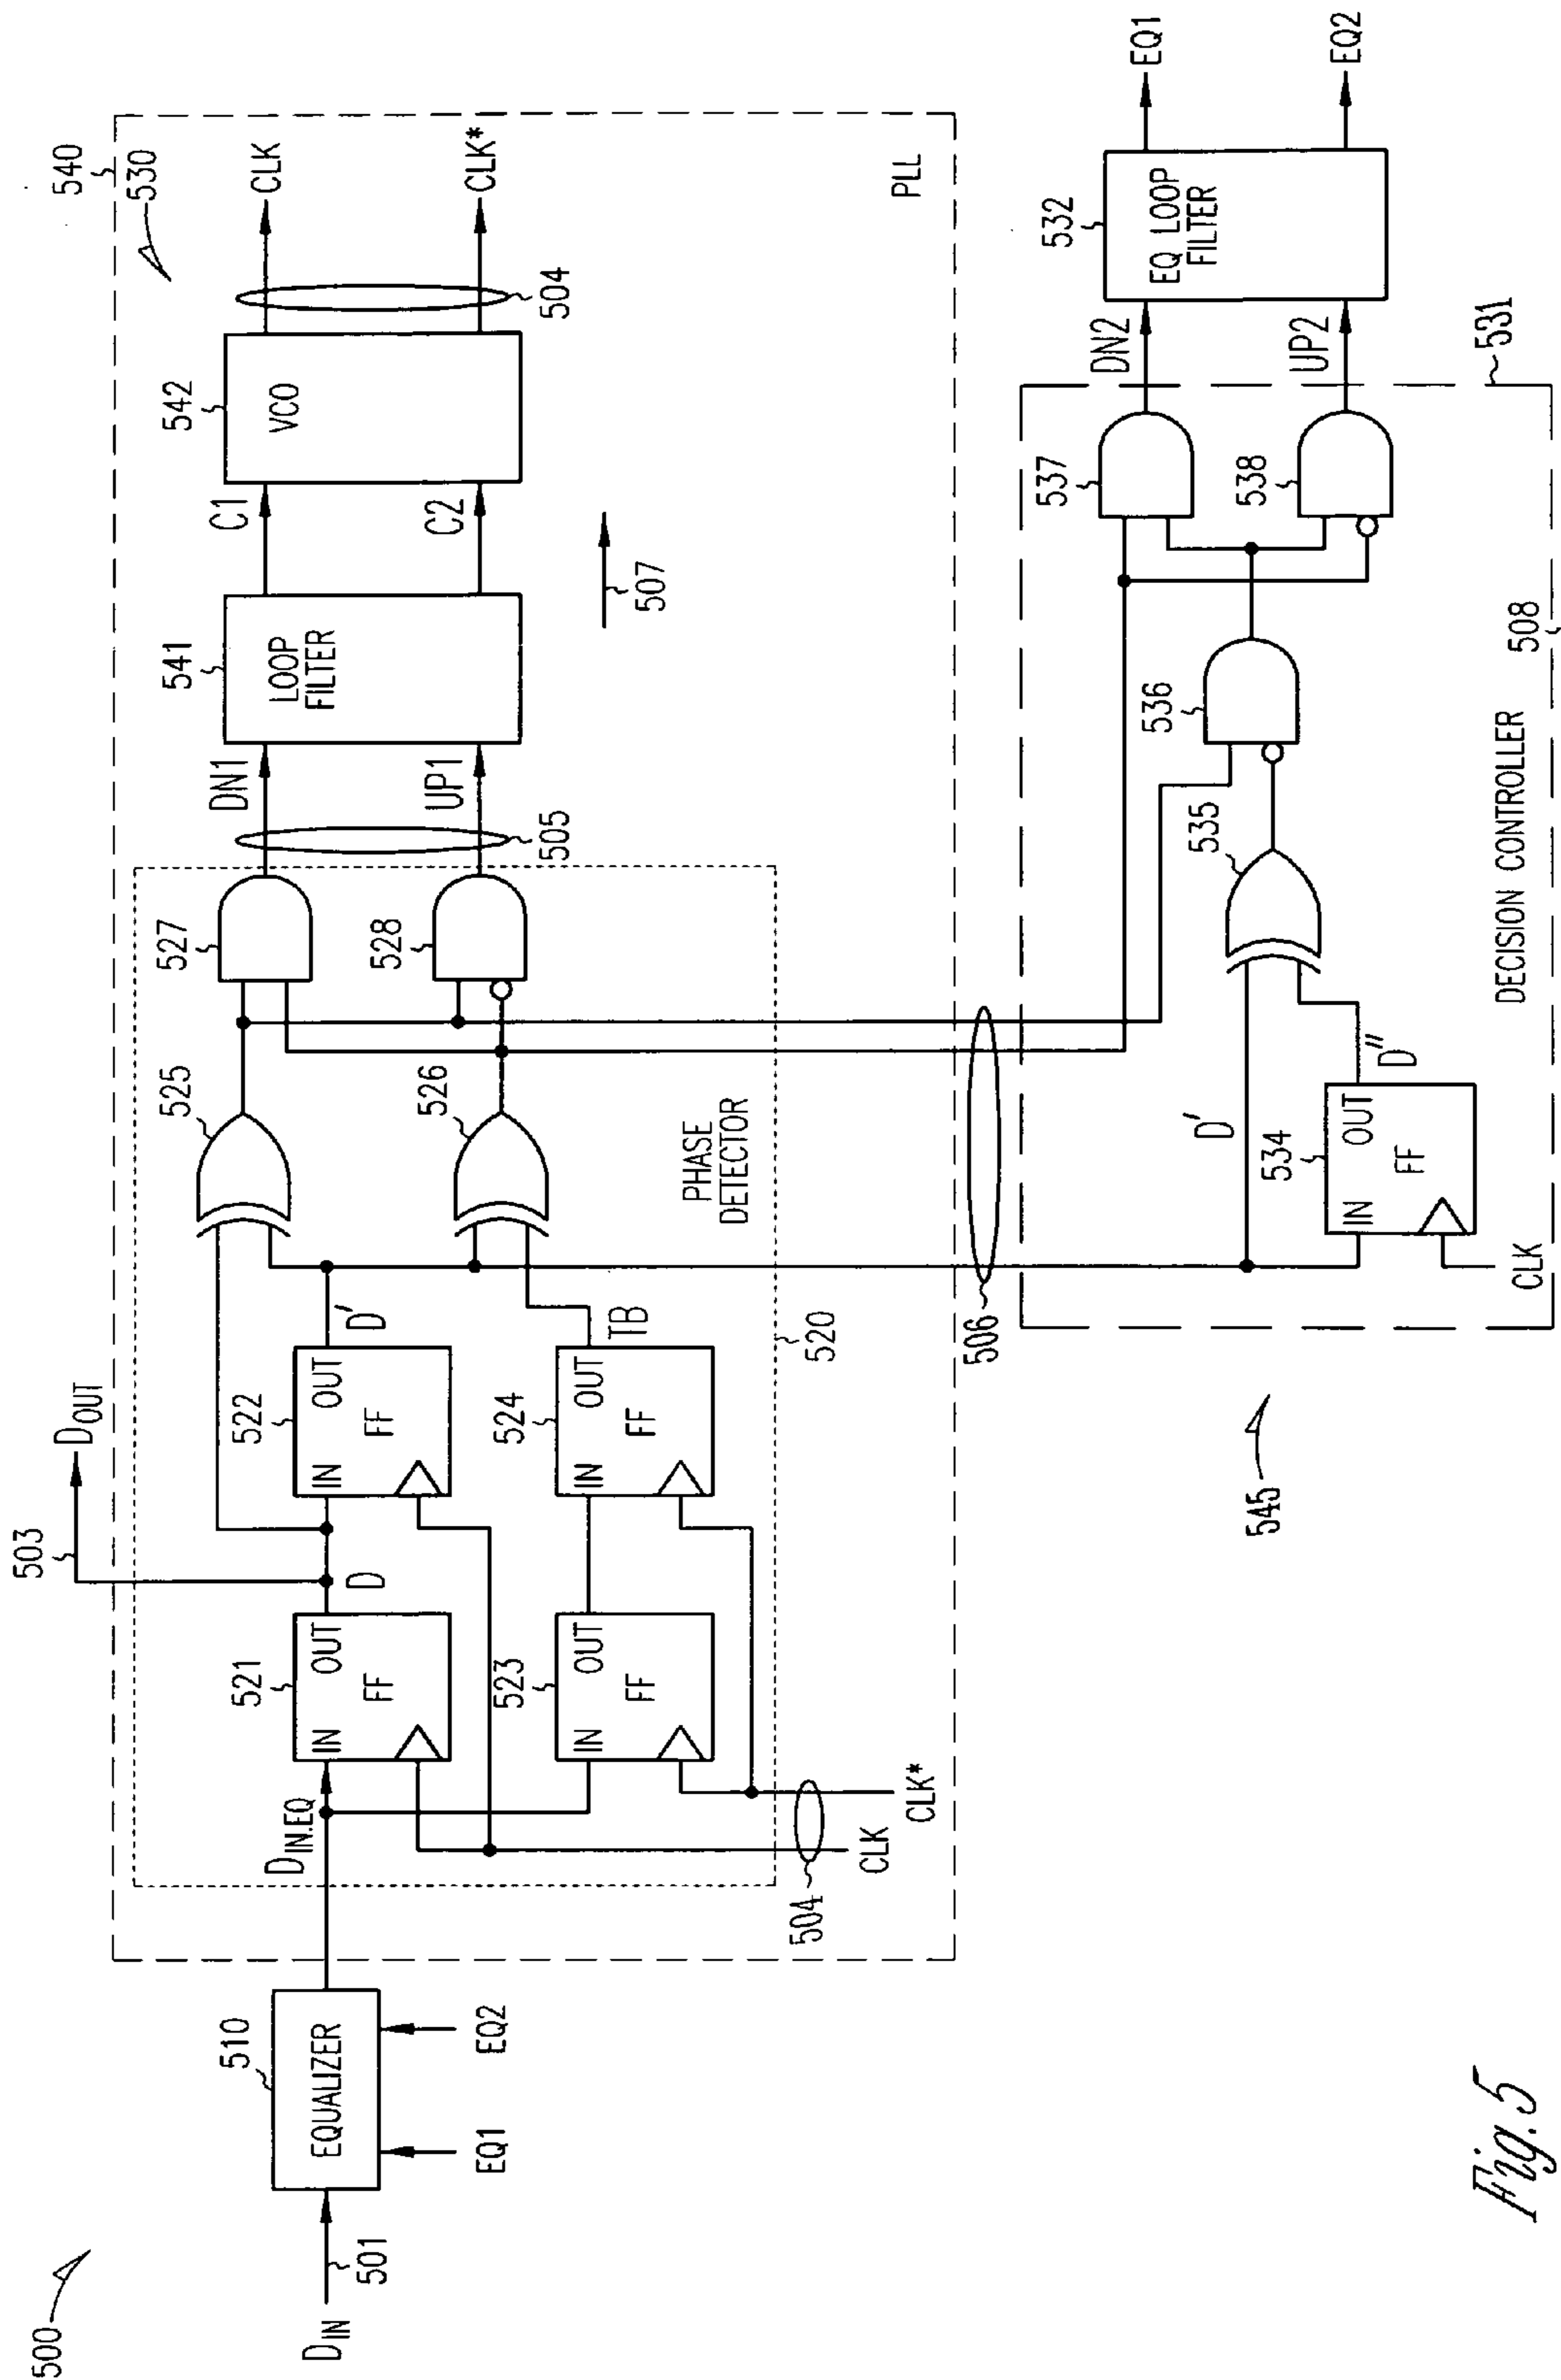 500
D_IN
501
510
EQUALIZER
EQ1
EQ2
503
D_OUT
D_IN.EQ
521
IN OUT
FF
D
522
IN OUT
FF
D'
523
IN OUT
FF
524
IN OUT
FF
TB
CLK
CLK*
504
525
526
527
528
PHASE
DETECTOR
520
505
DN1
UP1
541
LOOP
FILTER
C1
C2
507
542
VCO
504
CLK
CLK*
540
530
PLL
506
545
D'
534
IN OUT
FF
CLK
D"
535
536
537
538
DECISION CONTROLLER
508
531
DN2
UP2
532
EQ LOOP
FILTER
EQ1
EQ2
Fig. 5